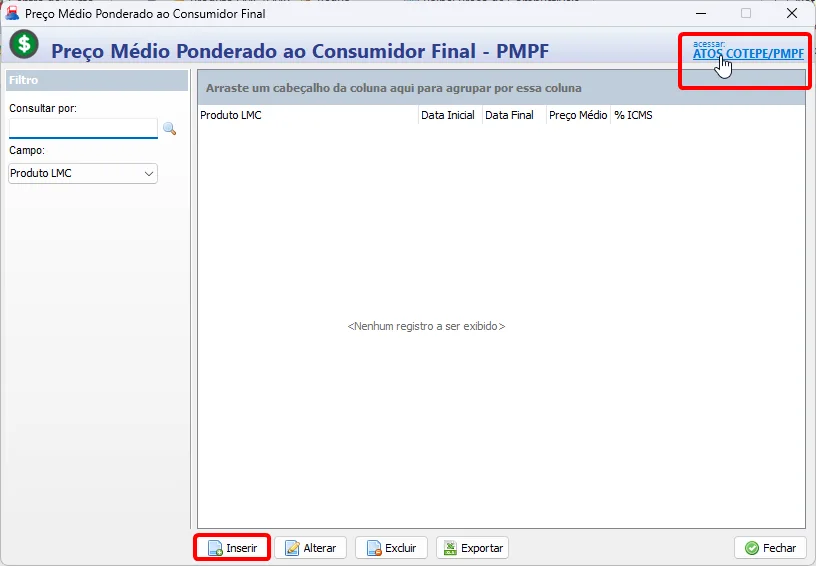 Preço Médio Ponderado ao Consumidor Final
Preço Médio Ponderado ao Consumidor Final - PMPF
acessar:
ATOS COTEPE/PMPF
Filtro
Consultar por:
Campo:
Produto LMC
Arraste um cabeçalho da coluna aqui para agrupar por essa coluna
Produto LMC Data Inicial Data Final Preço Médio % ICMS
<Nenhum registro a ser exibido>
Inserir Alterar Excluir Exportar Fechar